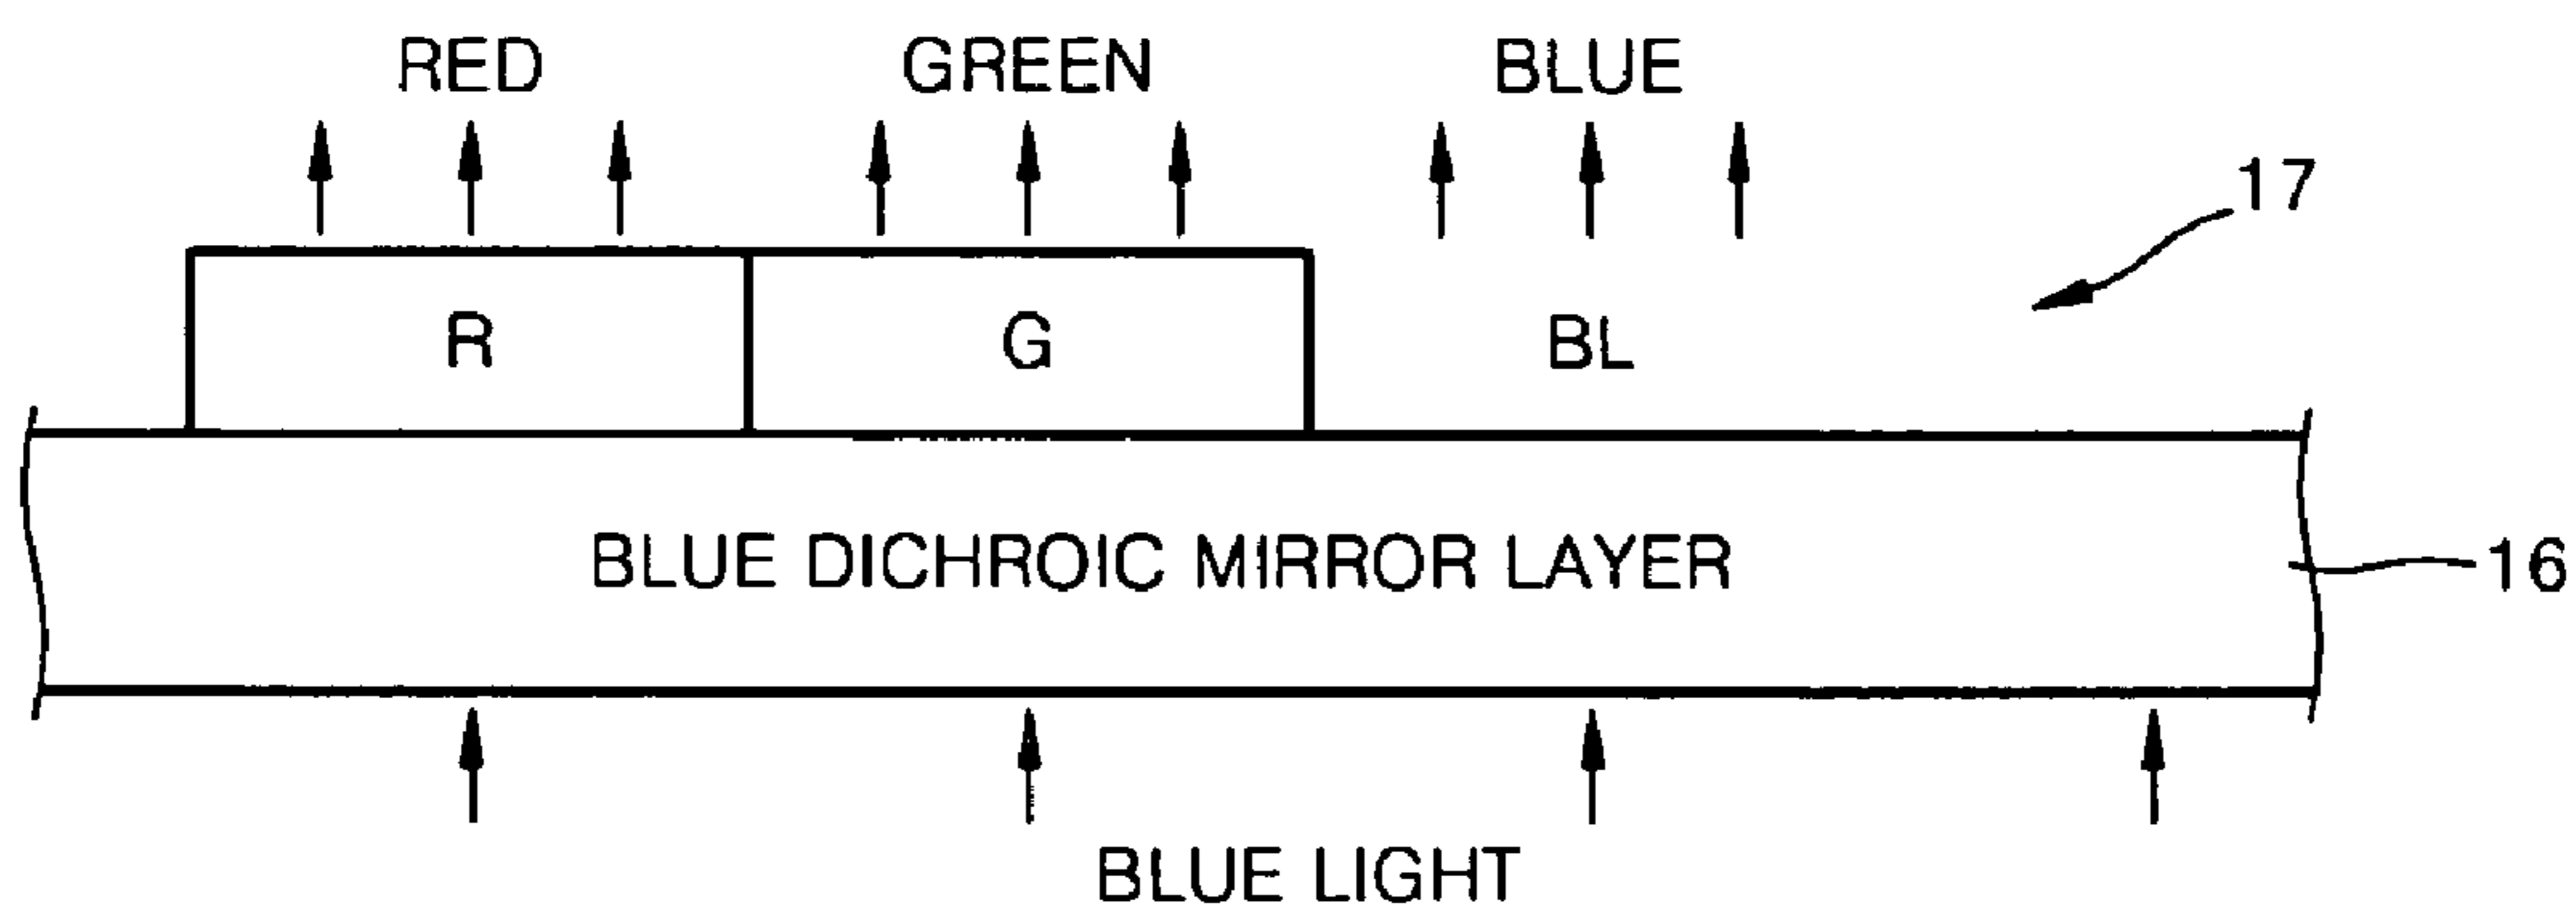 RED GREEN BLUE
17
R G BL
BLUE DICHROIC MIRROR LAYER
16
BLUE LIGHT